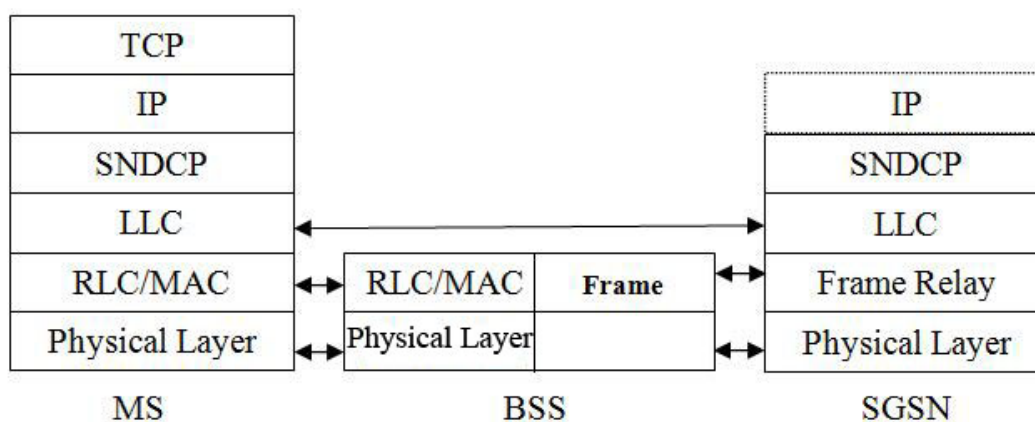 TCP
IP
SNDCP
LLC
RLC/MAC
Physical Layer
MS
RLC/MAC
Frame
Physical Layer
BSS
IP
SNDCP
LLC
Frame Relay
Physical Layer
SGSN